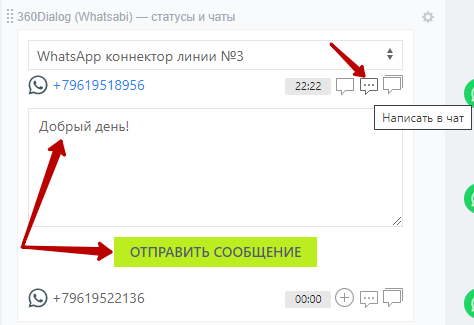 360Dialog (Whatsabi) — статусы и чаты
WhatsApp коннектор линии №3
+79619518956 22:22
Написать в чат
Добрый день!
ОТПРАВИТЬ СООБЩЕНИЕ
+79619522136 00:00